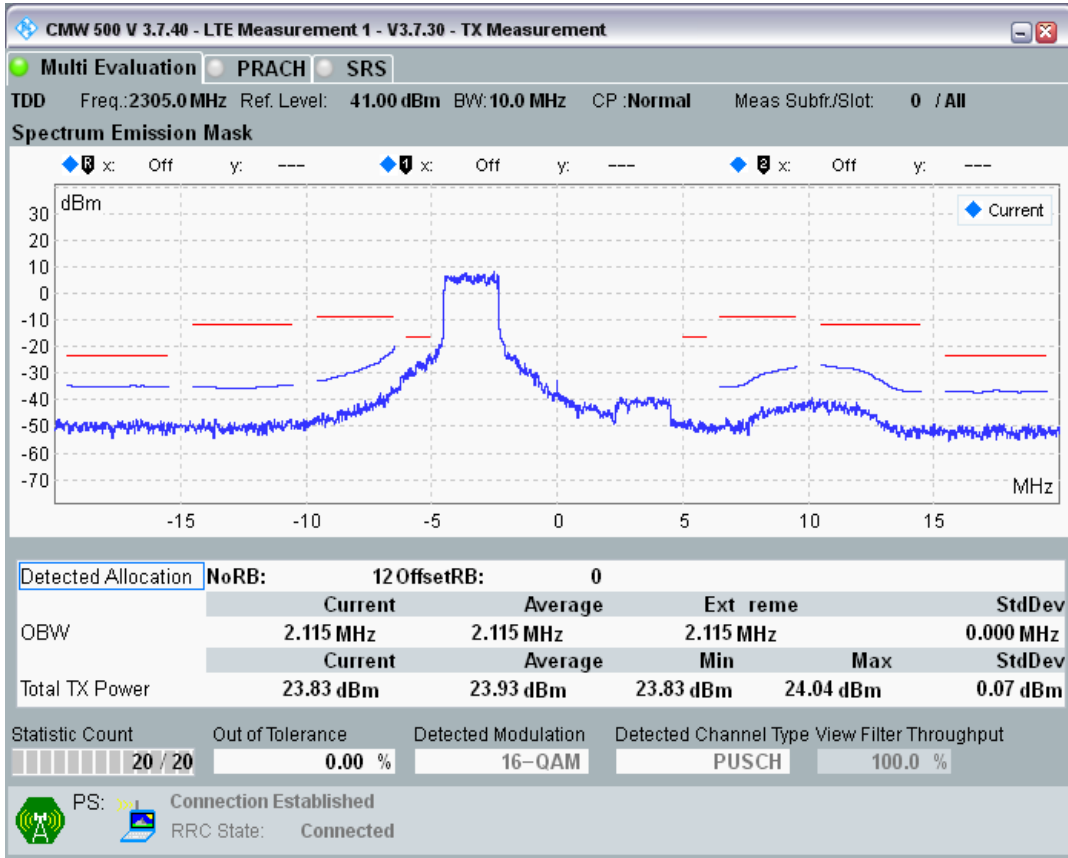 CMW 500 V 3.7.40 - LTE Measurement 1 - V3.7.30 - TX Measurement
Multi Evaluation PRACH SRS
TDD Freq.:2305.0 MHz Ref. Level: 41.00 dBm BW: 10.0 MHz CP :Normal Meas Subfr./Slot: 0 / All
Spectrum Emission Mask
R x: Off y: --- 1 x: Off y: --- 2 x: Off y: ---
dBm
Current
30
20
10
0
-10
-20
-30
-40
-50
-60
-70
MHz
-15 -10 -5 0 5 10 15
Detected Allocation NoRB: 12 OffsetRB: 0
Current Average Ext reme StdDev
OBW 2.115 MHz 2.115 MHz 2.115 MHz 0.000 MHz
Current Average Min Max StdDev
Total TX Power 23.83 dBm 23.93 dBm 23.83 dBm 24.04 dBm 0.07 dBm
Statistic Count Out of Tolerance Detected Modulation Detected Channel Type View Filter Throughput
20 / 20 0.00 % 16-QAM PUSCH 100.0 %
PS: Connection Established
RRC State: Connected